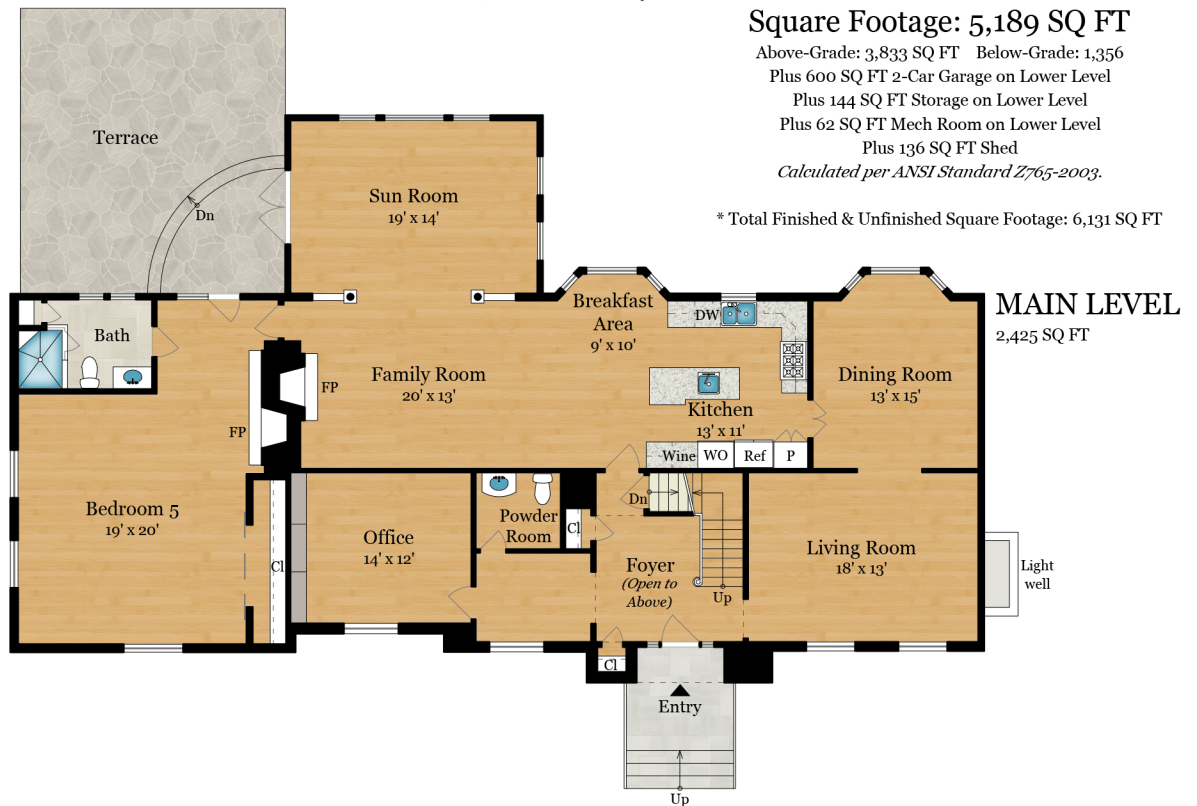 Square Footage: 5,189 SQ FT
Above-Grade: 3,833 SQ FT Below-Grade: 1,356
Plus 600 SQ FT 2-Car Garage on Lower Level
Plus 144 SQ FT Storage on Lower Level
Plus 62 SQ FT Mech Room on Lower Level
Plus 136 SQ FT Shed
Calculated per ANSI Standard Z765-2003.
* Total Finished & Unfinished Square Footage: 6,131 SQ FT
MAIN LEVEL
2,425 SQ FT
Terrace
Dn
Sun Room
19' x 14'
Bath
Breakfast
Area
9' x 10'
DW
Family Room
20' x 13'
FP
FP
Kitchen
13' x 11'
Dining Room
13' x 15'
Wine
WO
Ref
P
Bedroom 5
19' x 20'
Cl
Office
14' x 12'
Powder
Room
Cl
Dn
Foyer
(Open to
Above)
Up
Living Room
18' x 13'
Light
well
Cl
Entry
Up